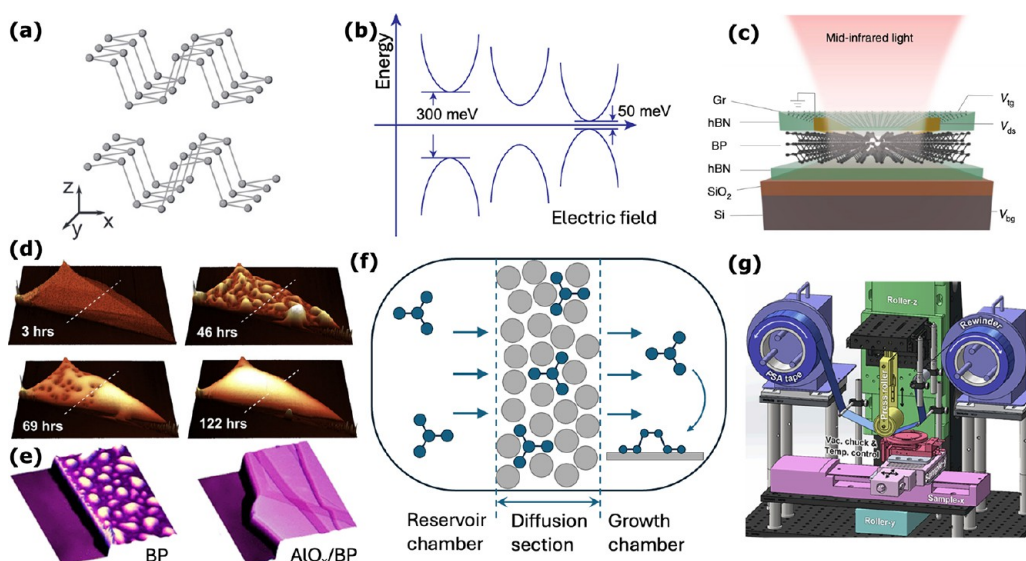 (a)
z
y
x
(b)
Energy
300 meV
50 meV
Electric field
(c)
Mid-infrared light
Gr
hBN
BP
hBN
SiO₂
Si
Vtg
Vds
Vbg
(d)
3 hrs
46 hrs
69 hrs
122 hrs
(e)
BP
AlOₓ/BP
(f)
Reservoir
chamber
Diffusion
section
Growth
chamber
(g)
Roller-z
Rewinder
PSA tape
Press roller
Vac. chuck &
Temp. control
Sample-x
Roller-y